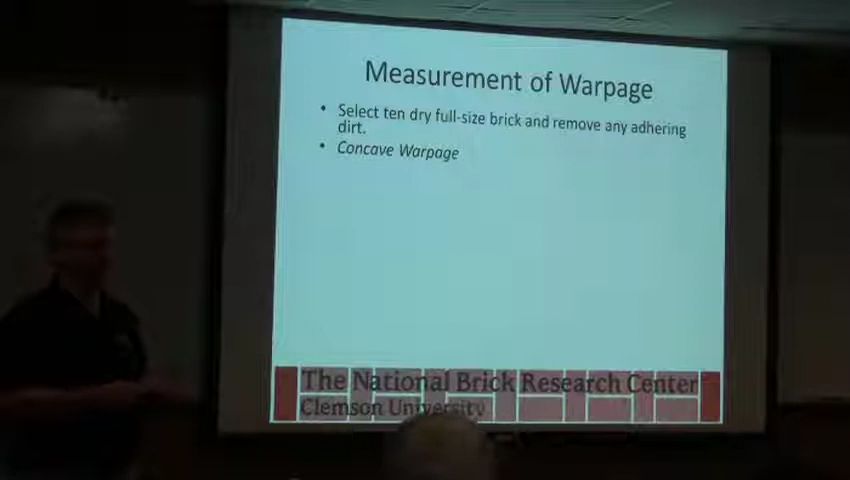 Measurement of Warpage
• Select ten dry full-size brick and remove any adhering
dirt.
• Concave Warpage
The National Brick Research Center
Clemson University